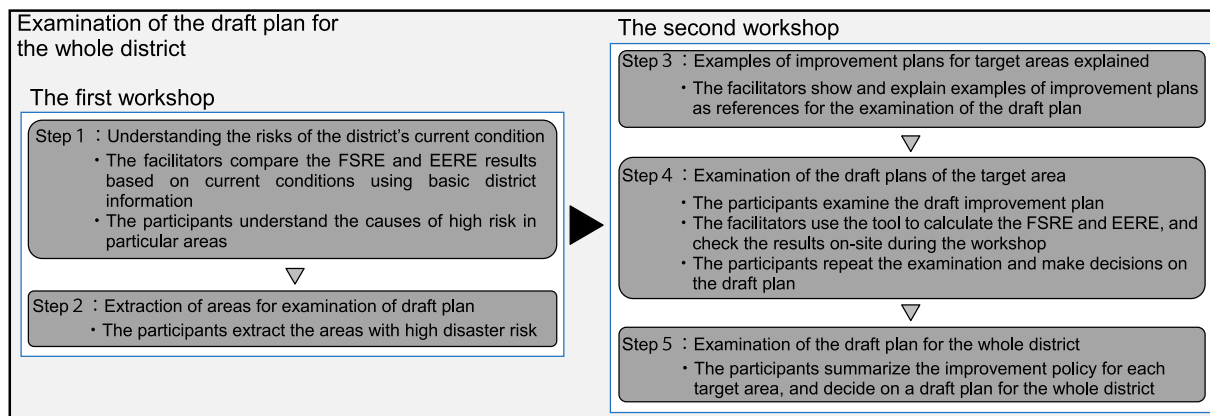 Examination of the draft plan for
the whole district
The first workshop
Step 1 ：Understanding the risks of the district's current condition
・The facilitators compare the FSRE and EERE results
based on current conditions using basic district
information
・The participants understand the causes of high risk in
particular areas
Step 2 ：Extraction of areas for examination of draft plan
・The participants extract the areas with high disaster risk
The second workshop
Step 3 ：Examples of improvement plans for target areas explained
・The facilitators show and explain examples of improvement plans
as references for the examination of the draft plan
Step 4 ：Examination of the draft plans of the target area
・The participants examine the draft improvement plan
・The facilitators use the tool to calculate the FSRE and EERE, and
check the results on-site during the workshop
・The participants repeat the examination and make decisions on
the draft plan
Step 5 ：Examination of the draft plan for the whole district
・The participants summarize the improvement policy for each
target area, and decide on a draft plan for the whole district